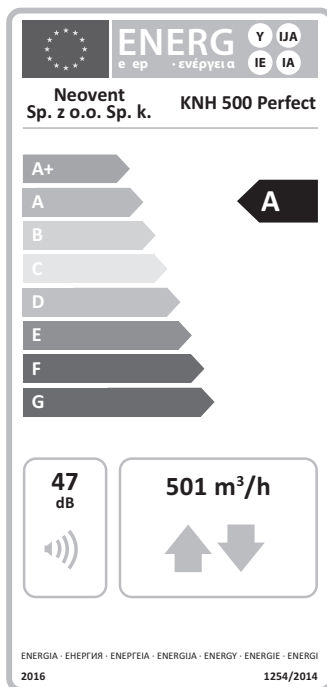 ENERG Y IJA
е ер · ενέργεια IE IA
Neovent
Sp. z o.o. Sp. k.
KNH 500 Perfect
A+
A
A
B
C
D
E
F
G
47
dB
501 m³/h
ENERGIA · ЕНЕРГИЯ · ΕΝΕΡΓΕΙΑ · ENERGIJA · ENERGY · ENERGIE · ENERGI
2016
1254/2014